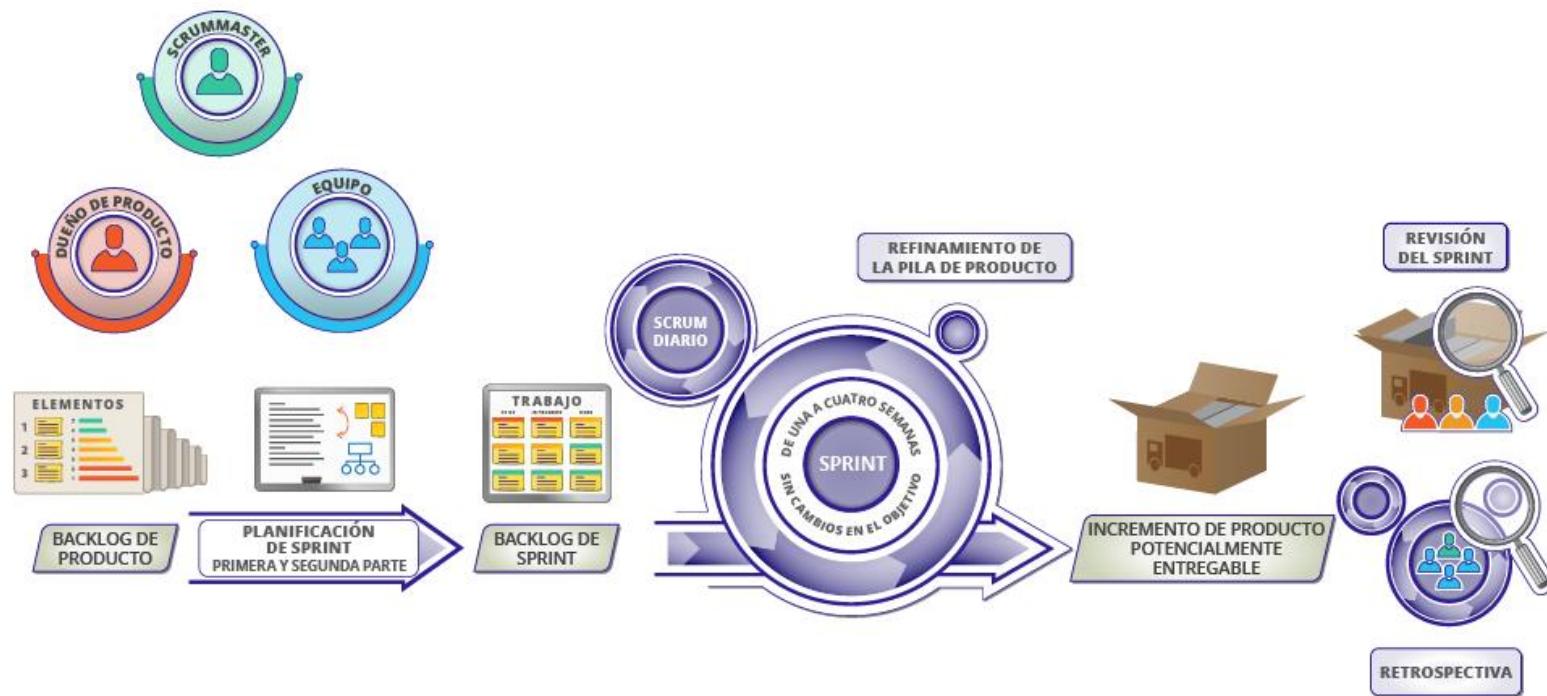 SCRUMMASTER
DUEÑO DE PRODUCTO
EQUIPO
REFINAMIENTO DE
LA PILA DE PRODUCTO
REVISIÓN
DEL SPRINT
SCRUM
DIARIO
ELEMENTOS
1
2
3
TRABAJO
DE UNA A CUATRO SEMANAS
SPRINT
SIN CAMBIOS EN EL OBJETIVO
BACKLOG DE
PRODUCTO
PLANIFICACIÓN
DE SPRINT
PRIMERA Y SEGUNDA PARTE
BACKLOG DE
SPRINT
INCREMENTO DE PRODUCTO
POTENCIALMENTE
ENTREGABLE
RETROSPECTIVA